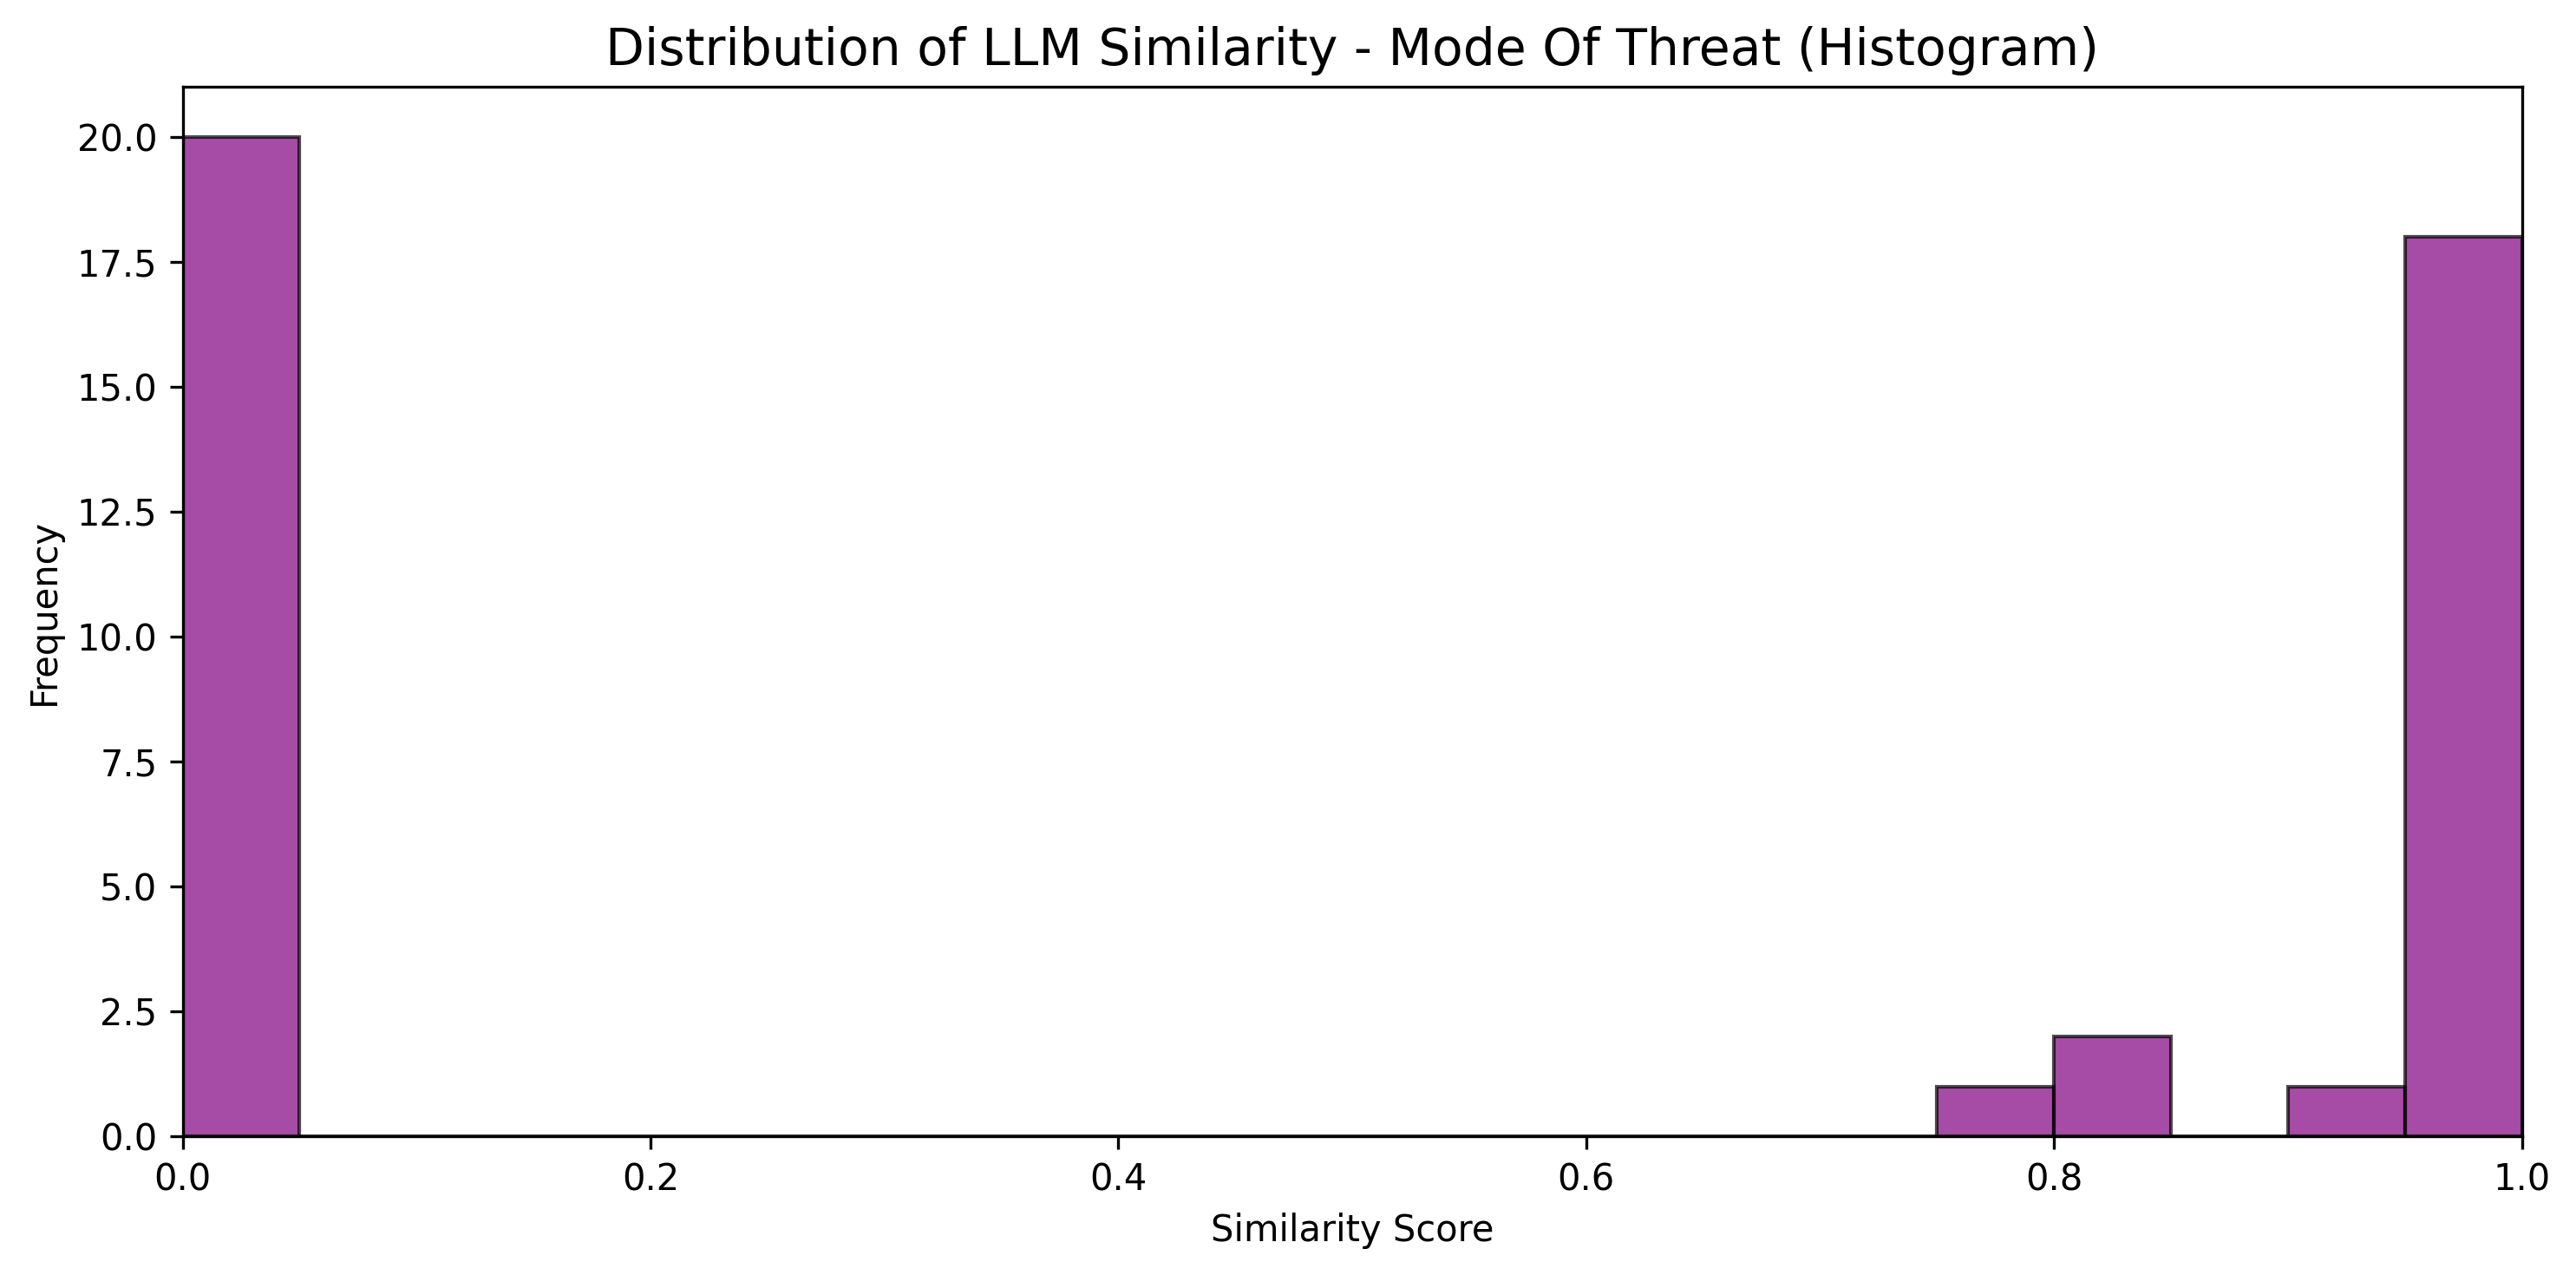 Distribution of LLM Similarity - Mode Of Threat (Histogram)
20.0
17.5
15.0
12.5
10.0
7.5
5.0
2.5
0.0
Frequency
0.0 0.2 0.4 0.6 0.8 1.0
Similarity Score